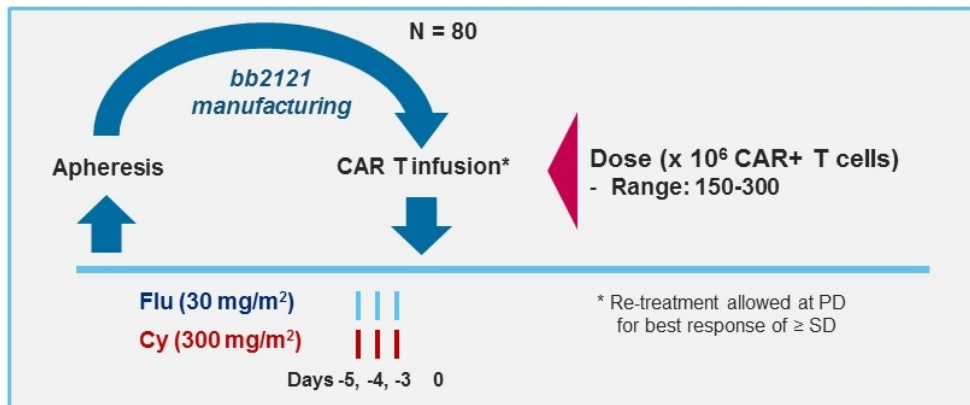 N = 80
bb2121
manufacturing
Apheresis
CAR T infusion*
Dose (x 10⁶ CAR+ T cells)
- Range: 150-300
Flu (30 mg/m²)
Cy (300 mg/m²)
Days -5, -4, -3 0
* Re-treatment allowed at PD
for best response of ≥ SD